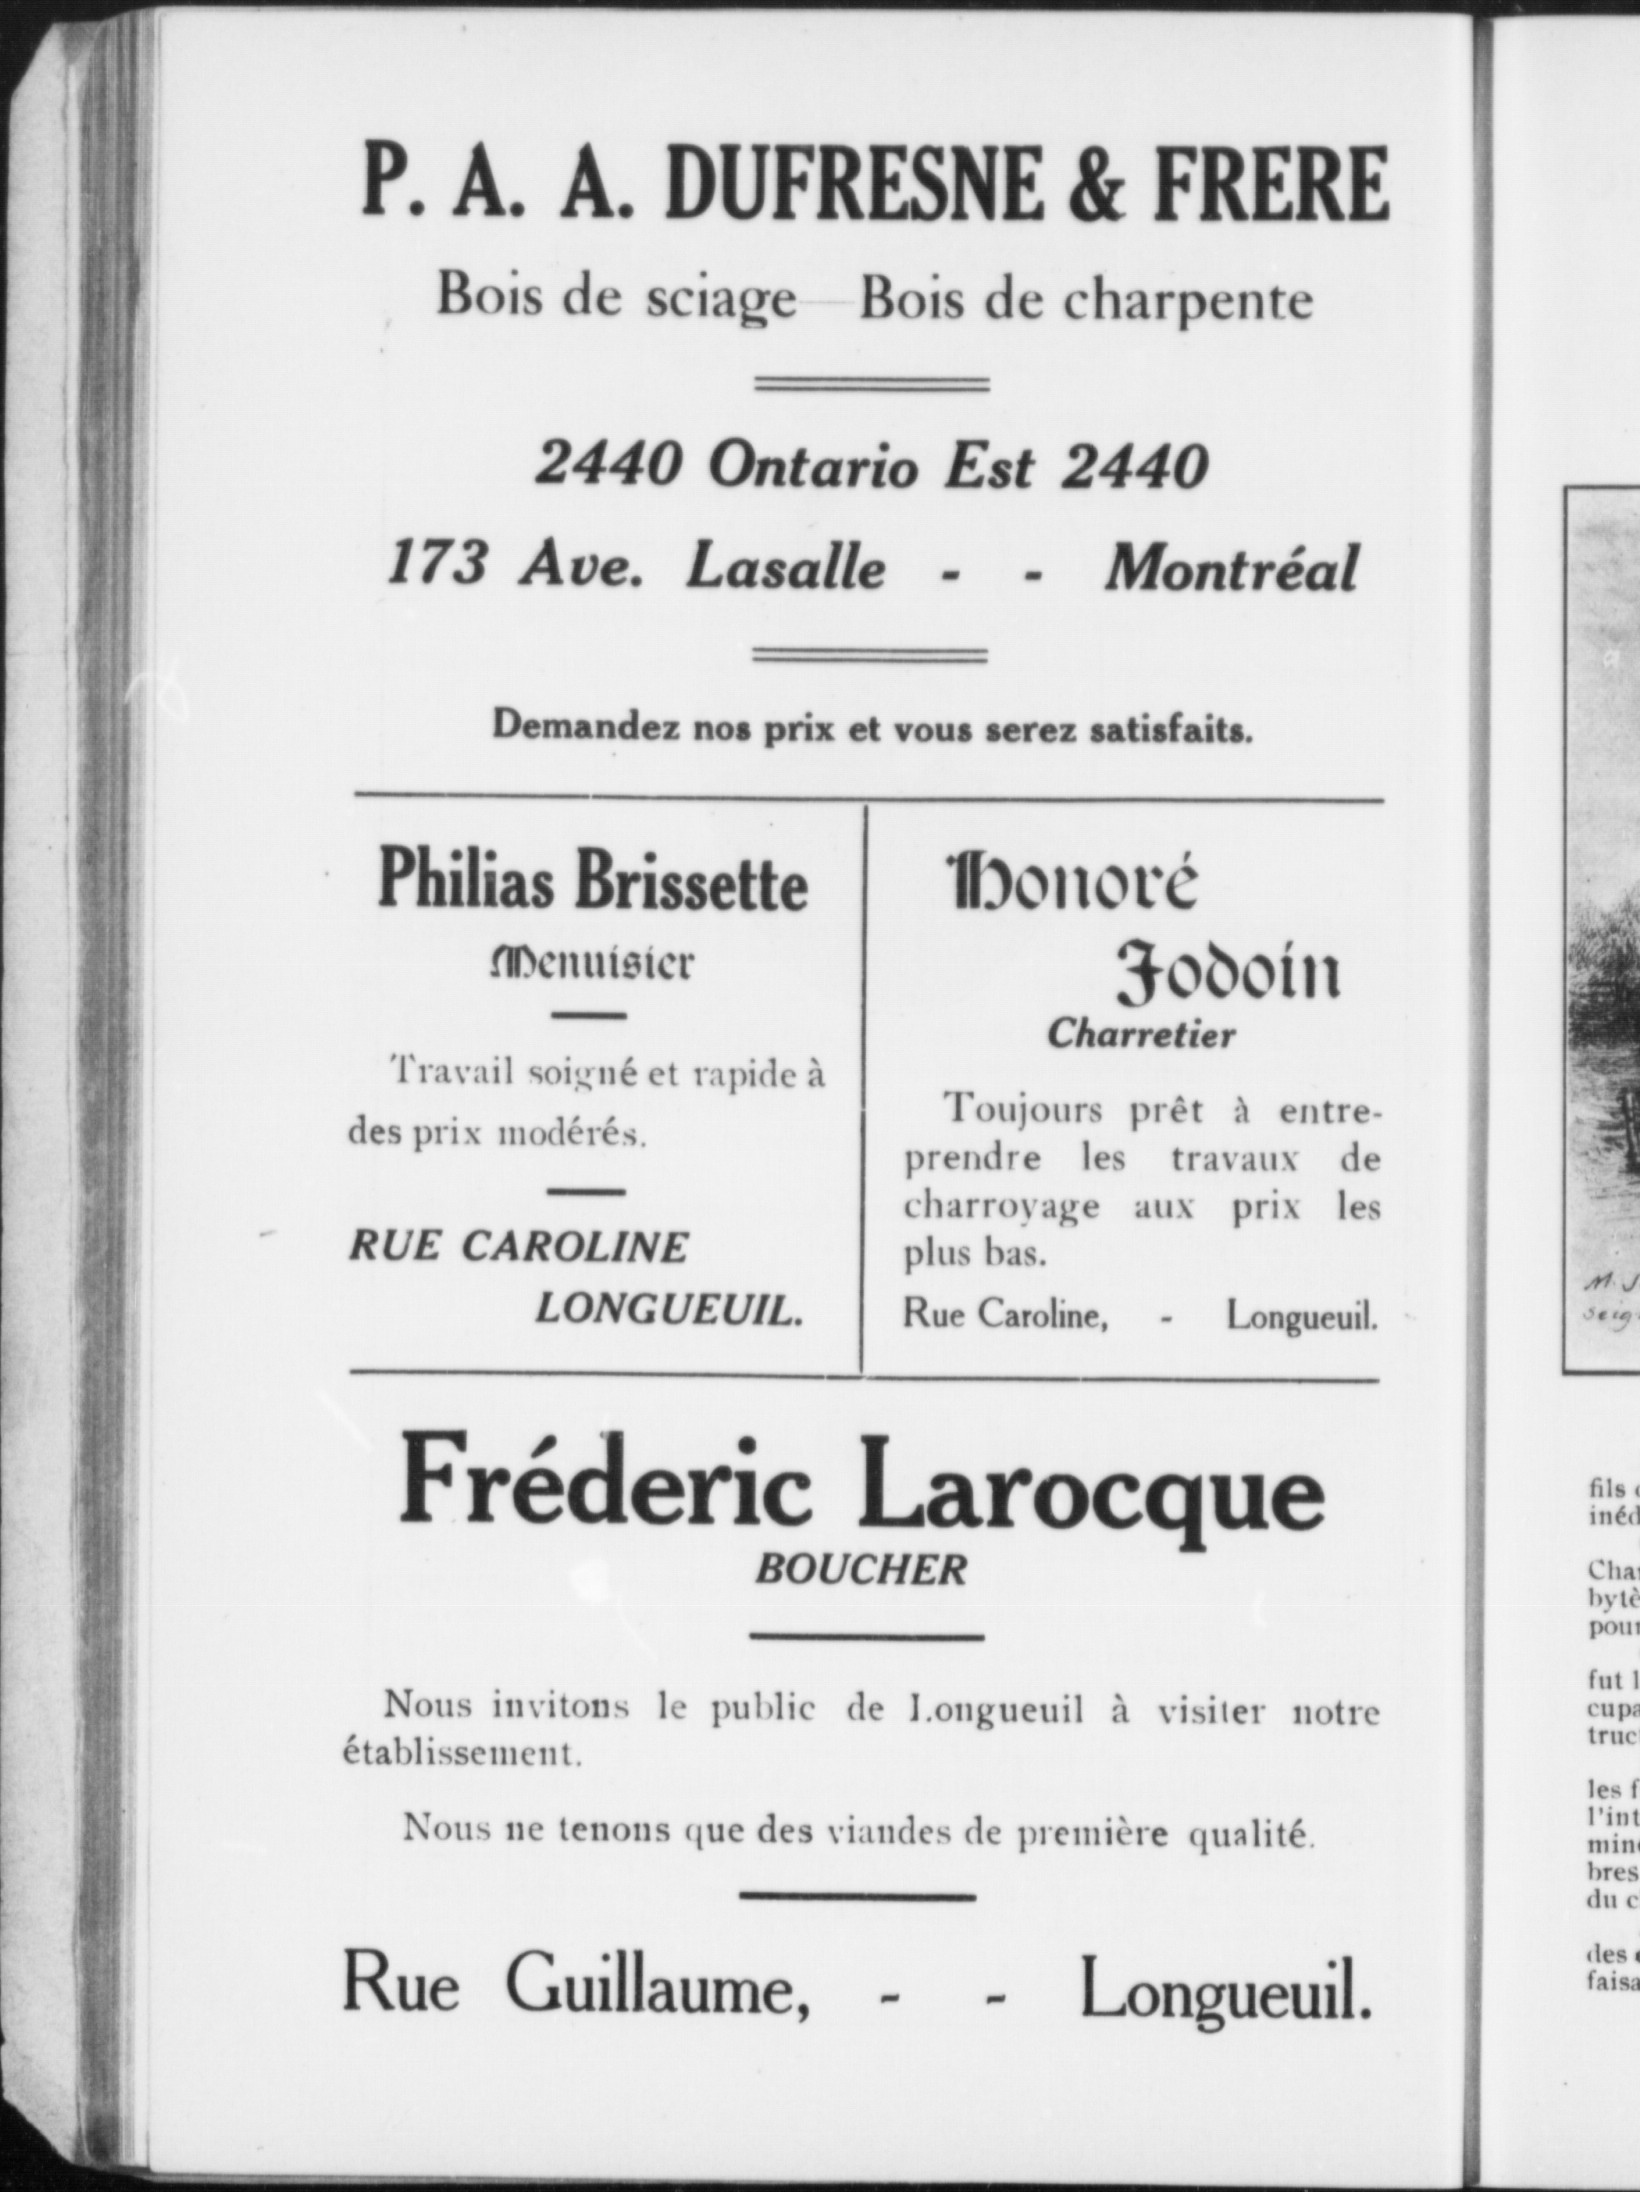 P. A. A. DUFRESNE & FRERE
Bois de sciage — Bois de charpente
2440 Ontario Est 2440
173 Ave. Lasalle - - Montréal
Demandez nos prix et vous serez satisfaits.
Philias Brissette
Menuisier
Travail soigné et rapide à
des prix modérés.
RUE CAROLINE
LONGUEUIL.
Honoré
Jodoin
Charretier
Toujours prêt à entre-
prendre les travaux de
charroyage aux prix les
plus bas.
Rue Caroline, - Longueuil.
Fréderic Larocque
BOUCHER
Nous invitons le public de Longueuil à visiter notre
établissement.
Nous ne tenons que des viandes de première qualité.
Rue Guillaume, - - Longueuil.
fils
les
des